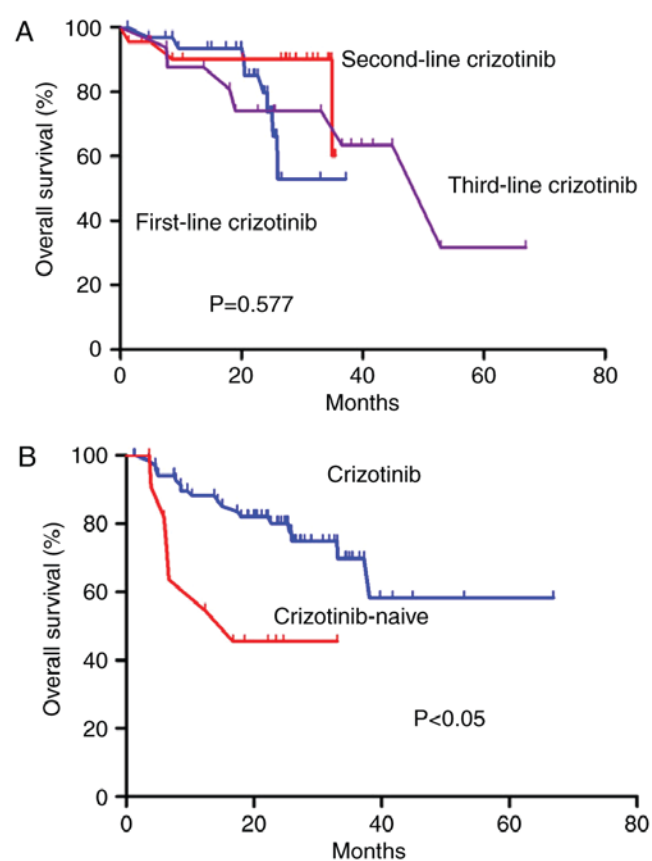 A
Overall survival (%)
100
80
60
40
20
0
Second-line crizotinib
Third-line crizotinib
First-line crizotinib
P=0.577
0 20 40 60 80
Months
B
Overall survival (%)
100
80
60
40
20
0
Crizotinib
Crizotinib-naive
P<0.05
0 20 40 60 80
Months